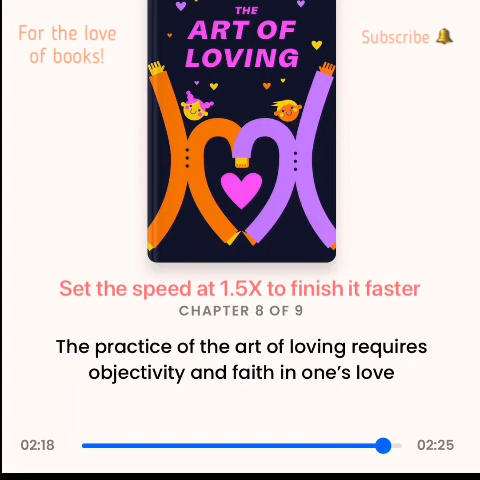 THE
ART OF
LOVING
For the love
of books!
Subscribe 🔔
Set the speed at 1.5X to finish it faster
CHAPTER 8 OF 9
The practice of the art of loving requires
objectivity and faith in one's love
02:18
02:25